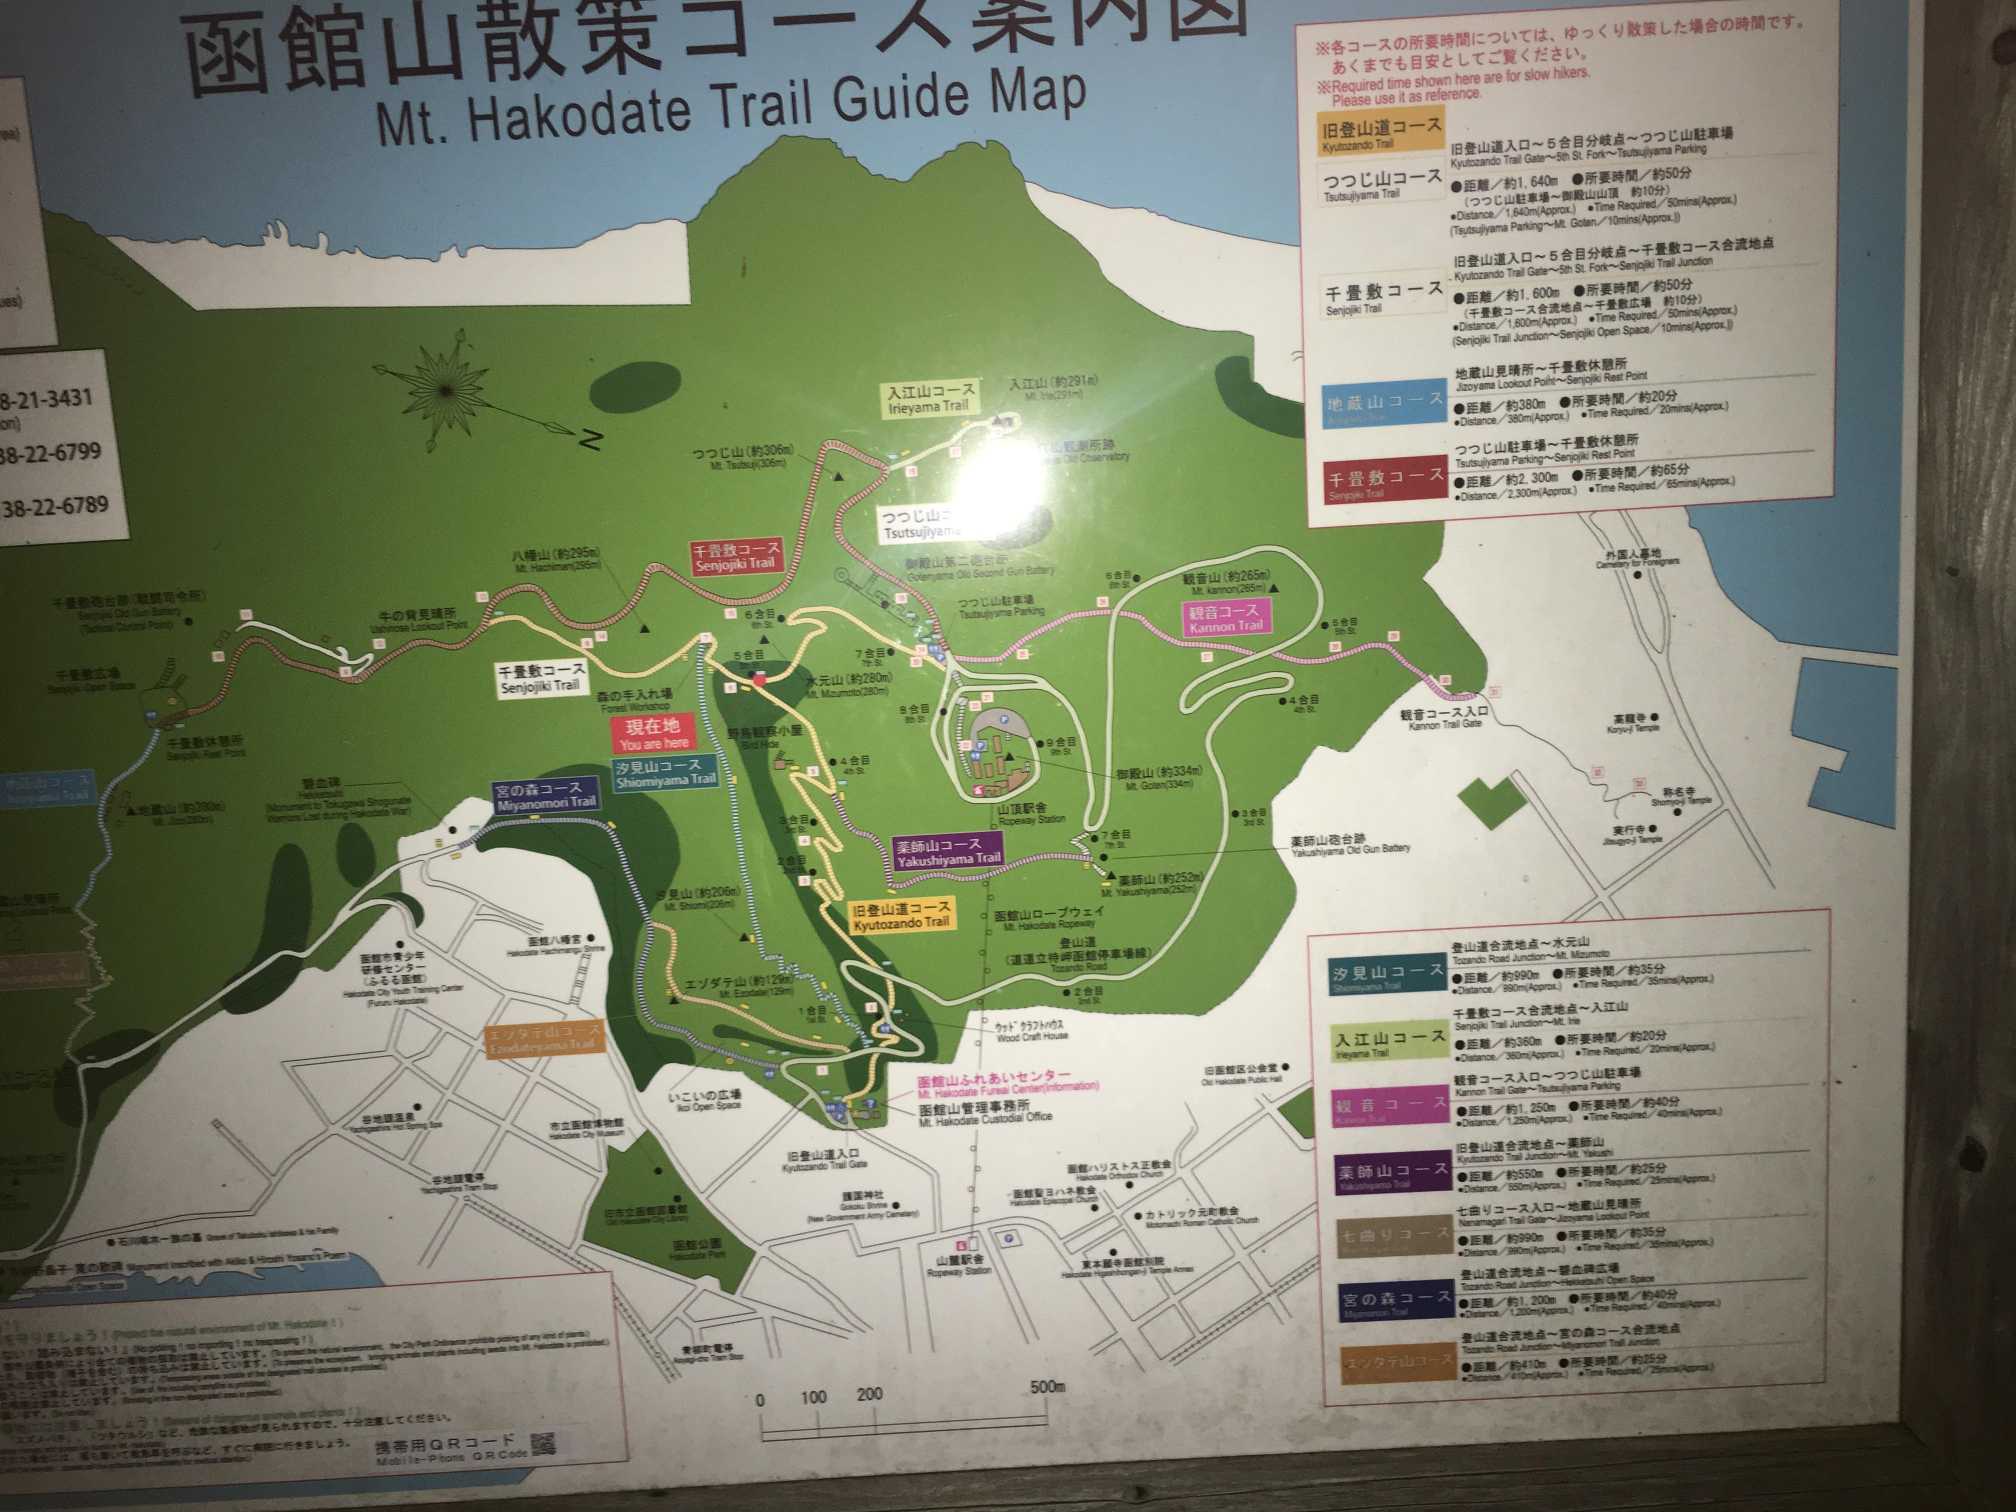 函館山散策コース案内図
Mt. Hakodate Trail Guide Map
8-21-3431
38-22-6799
38-22-6789
※各コースの所要時間については、ゆっくり散策した場合の時間です。
あくまでも目安としてご覧ください。
※Required time shown here are for slow hikers.
Please use it as reference.
旧登山道コース
Kyutozando Trail
旧登山道入口～５合目分岐点～つつじ山駐車場
Kyutozando Trail Gate～5th St. Fork～Tsutsujiyama Parking
つつじ山コース
Tsutsujiyama Trail
●距離／約1,640m ●所要時間／約50分
（つつじ山駐車場～御殿山山頂 約10分）
●Distance／1,640m(Approx.) ●Time Required／50mins(Approx.)
(Tsutsujiyama Parking～Mt. Goten／10mins(Approx.))
旧登山道入口～５合目分岐点～千畳敷コース合流地点
Kyutozando Trail Gate～5th St. Fork～Senjojiki Trail Junction
千畳敷コース
Senjojiki Trail
●距離／約1,600m ●所要時間／約50分
（千畳敷コース合流地点～千畳敷広場 約10分）
●Distance／1,600m(Approx.) ●Time Required／50mins(Approx.)
(Senjojiki Trail Junction～Senjojiki Open Space／10mins(Approx.))
地蔵山コース
地蔵山見晴所～千畳敷休憩所
Jizoyama Lookout Point～Senjojiki Rest Point
●距離／約380m ●所要時間／約20分
●Distance／380m(Approx.) ●Time Required／20mins(Approx.)
千畳敷コース
Senjojiki Trail
つつじ山駐車場～千畳敷休憩所
Tsutsujiyama Parking～Senjojiki Rest Point
●距離／約2,300m ●所要時間／約65分
●Distance／2,300m(Approx.) ●Time Required／65mins(Approx.)
N
入江山コース
Irieyama Trail
入江山（約291m）
Mt. Irie(291m)
つつじ山（約306m）
Mt. Tsutsuji(306m)
Old Observatory
つつじ山コ
Tsutsujiyama
千畳敷コース
Senjojiki Trail
八幡山（約295m）
Mt. Hachiman(295m)
御殿山第二砲台跡
Gotenyama Old Second Gun Battery
千畳敷砲台跡（戦闘司令所）
Senjojiki Old Gun Battery
(Tactical Control Point)
牛の背見晴所
Ushinose Lookout Point
つつじ山駐車場
Tsutsujiyama Parking
6合目
6th St.
観音山（約265m）
Mt. kannon(265m)
観音コース
Kannon Trail
5合目
5th St.
外国人墓地
Cemetery for Foreigners
千畳敷広場
Senjojiki Open Space
千畳敷コース
Senjojiki Trail
6合目
6th St.
5合目
7合目
7th St.
水元山（約280m）
Mt. Mizumoto(280m)
森の手入れ場
Forest Workshop
現在地
You are here
野鳥観察小屋
Bird Hide
8合目
8th St.
4合目
4th St.
観音コース入口
Kannon Trail Gate
高龍寺
Koryu-ji Temple
千畳敷休憩所
Senjojiki Rest Point
汐見山コース
Shiomiyama Trail
宮の森コース
Miyanomori Trail
碧血碑
Hekketsuhi
(Monument to Tokugawa Shogunate
Warriors Lost during Hakodate War)
地蔵山（約280m）
4合目
4th St.
9合目
9th St.
御殿山（約334m）
Mt. Goten(334m)
山頂駅舎
Ropeway Station
3合目
3rd St.
3合目
3rd St.
7合目
7th St.
称名寺
Shomyo-ji Temple
実行寺
Jitsugyo-ji Temple
薬師山コース
Yakushiyama Trail
薬師山砲台跡
Yakushiyama Old Gun Battery
薬師山（約252m）
Mt. Yakushiyama(252m)
2合目
2nd St.
汐見山（約206m）
Mt. Shiomi(206m)
旧登山道コース
Kyutozando Trail
函館山ロープウェイ
Mt. Hakodate Ropeway
登山道
（道道立待岬函館停車場線）
Tozando Road
2合目
2nd St.
函館八幡宮
Hakodate Hachimangu Shrine
函館市青少年
研修センター
（ふるる函館）
Hakodate City Youth Training Center
(Fururu Hakodate)
エゾダテ山（約129m）
Mt. Ezodate(129m)
1合目
1st St.
エゾダテ山コース
Ezodateyama Trail
ウッドクラフトハウス
Wood Craft House
いこいの広場
Ikoi Open Space
函館山ふれあいセンター
Mt. Hakodate Fureai Center(Information)
函館山管理事務所
Mt. Hakodate Custodial Office
旧函館区公会堂
Old Hakodate Public Hall
谷地頭温泉
Yachigashira Hot Spring Spa
市立函館博物館
Hakodate City Museum
旧登山道入口
Kyutozando Trail Gate
谷地頭電停
Yachigashira Tram Stop
護国神社
Gokoku Shrine
(New Government Army Cemetery)
函館ハリストス正教会
Hakodate Orthodox Church
函館聖ヨハネ教会
Hakodate Episcopal Church
カトリック元町教会
Motomachi Roman Catholic Church
旧市立函館図書館
Old Hakodate City Library
函館公園
Hakodate Park
山麓駅舎
Ropeway Station
東本願寺函館別院
Hakodate Higashihongan-ji Temple Annex
石川啄木一族の墓
青柳町電停
Aoyagi-cho Tram Stop
0 100 200 500m
携帯用ＱＲコード
Mobile-Phone QR Code
汐見山コース
Shiomiyama Trail
登山道合流地点～水元山
Tozando Road Junction～Mt. Mizumoto
●距離／約990m ●所要時間／約35分
●Distance／990m(Approx.) ●Time Required／35mins(Approx.)
入江山コース
Irieyama Trail
千畳敷コース合流地点～入江山
Senjojiki Trail Junction～Mt. Irie
●距離／約360m ●所要時間／約20分
●Distance／360m(Approx.) ●Time Required／20mins(Approx.)
観音コース
Kannon Trail
観音コース入口～つつじ山駐車場
Kannon Trail Gate～Tsutsujiyama Parking
●距離／約1,250m ●所要時間／約40分
●Distance／1,250m(Approx.) ●Time Required／40mins(Approx.)
薬師山コース
Yakushiyama Trail
旧登山道合流地点～薬師山
Kyutozando Trail Junction～Mt. Yakushi
●距離／約550m ●所要時間／約25分
●Distance／550m(Approx.) ●Time Required／25mins(Approx.)
七曲りコース
七曲りコース入口～地蔵山見晴所
Nanamagari Trail Gate～Jizoyama Lookout Point
●距離／約990m ●所要時間／約35分
●Distance／990m(Approx.) ●Time Required／35mins(Approx.)
宮の森コース
Miyanomori Trail
登山道合流地点～碧血碑広場
Tozando Road Junction～Hekketsuhi Open Space
●距離／約1,200m ●所要時間／約40分
●Distance／1,200m(Approx.) ●Time Required／40mins(Approx.)
エゾダテ山コース
登山道合流地点～宮の森コース合流地点
Tozando Road Junction～Miyanomori Trail Junction
●距離／約410m ●所要時間／約25分
●Distance／410m(Approx.) ●Time Required／25mins(Approx.)